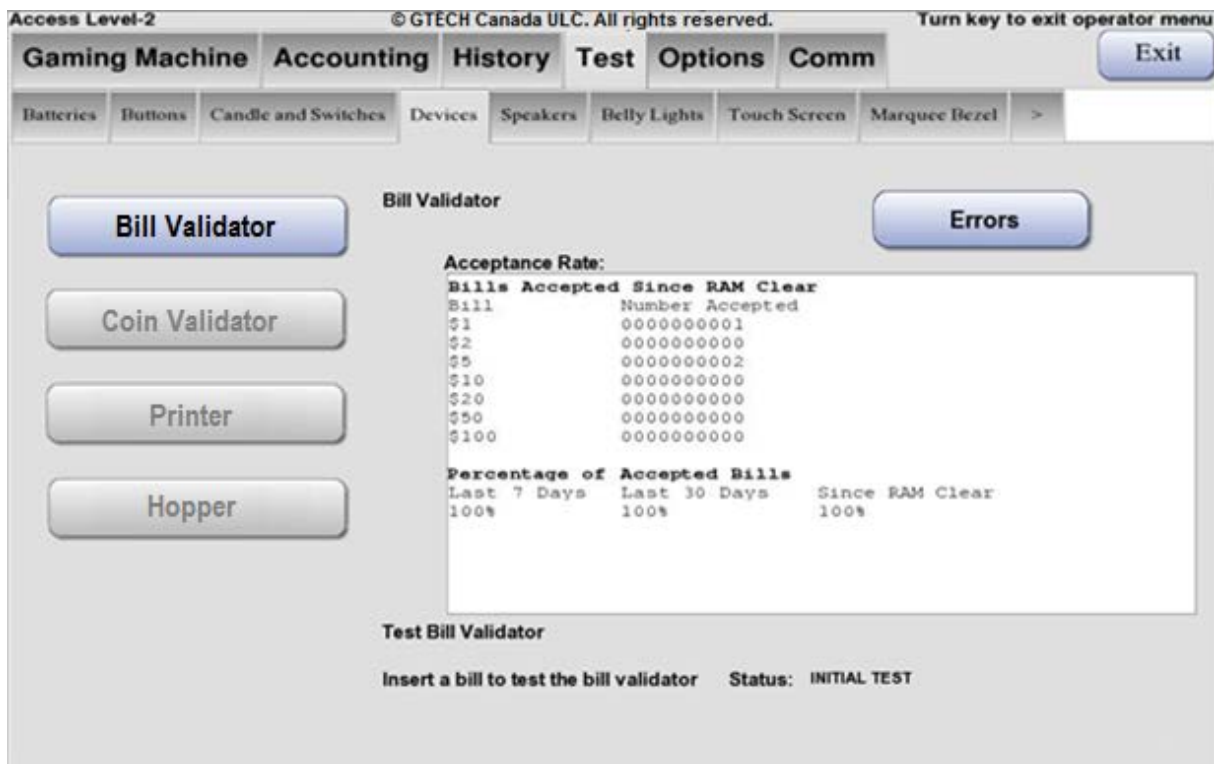 Access Level-2 © GTECH Canada ULC. All rights reserved. Turn key to exit operator menu
Gaming Machine Accounting History Test Options Comm Exit
Batteries Buttons Candle and Switches Devices Speakers Belly Lights Touch Screen Marquee Bezel >
Bill Validator
Coin Validator
Printer
Hopper
Bill Validator
Errors
Acceptance Rate:
Bills Accepted Since RAM Clear
Bill Number Accepted
$1 0000000001
$2 0000000000
$5 0000000002
$10 0000000000
$20 0000000000
$50 0000000000
$100 0000000000
Percentage of Accepted Bills
Last 7 Days Last 30 Days Since RAM Clear
100% 100% 100%
Test Bill Validator
Insert a bill to test the bill validator Status: INITIAL TEST